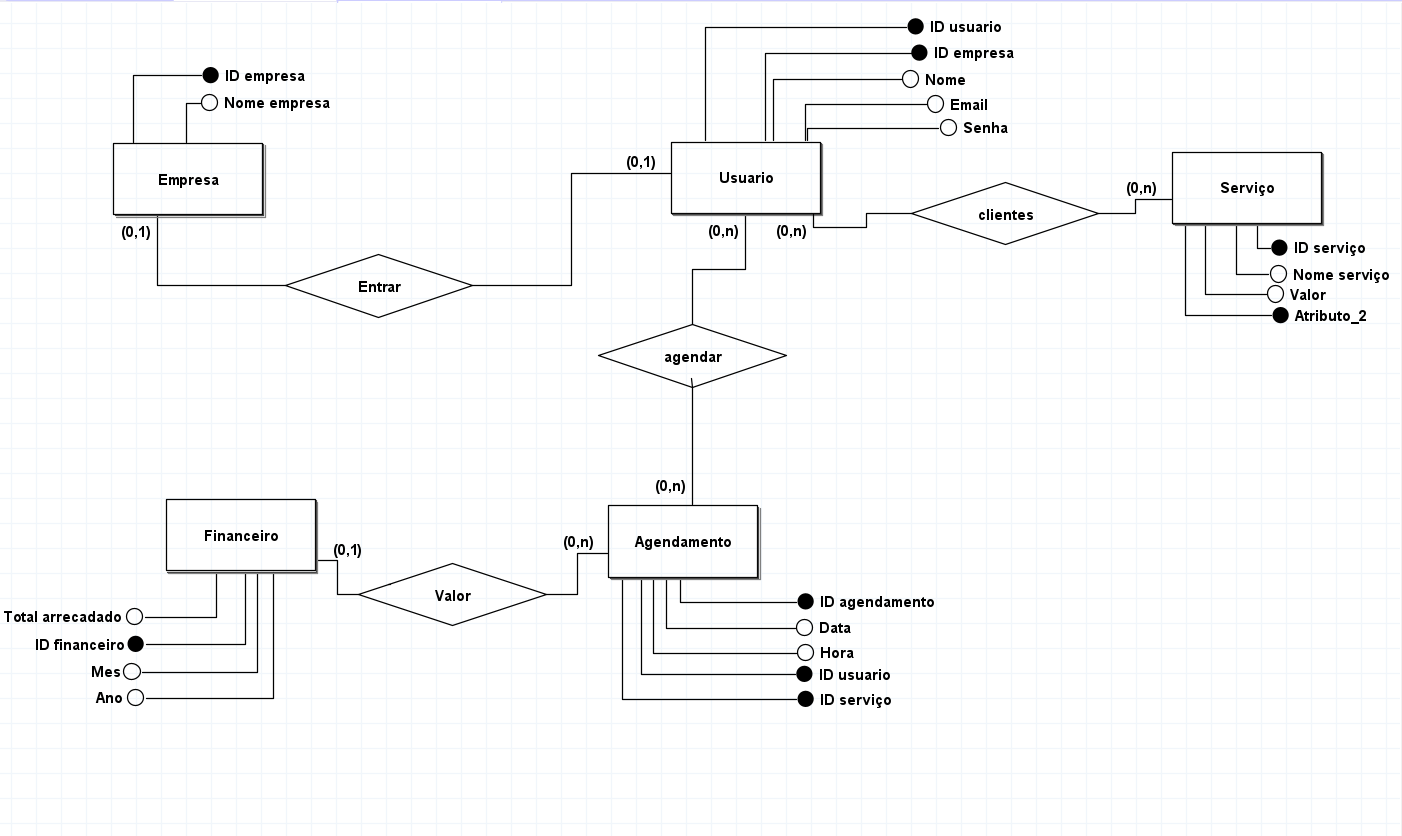 ID empresa
Nome empresa
Empresa
(0,1)
Entrar
(0,1)
ID usuario
ID empresa
Nome
Email
Senha
Usuario
(0,n)
(0,n)
clientes
(0,n)
Serviço
ID serviço
Nome serviço
Valor
Atributo_2
agendar
(0,n)
Financeiro
(0,1)
Valor
(0,n)
Agendamento
Total arrecadado
ID financeiro
Mes
Ano
ID agendamento
Data
Hora
ID usuario
ID serviço